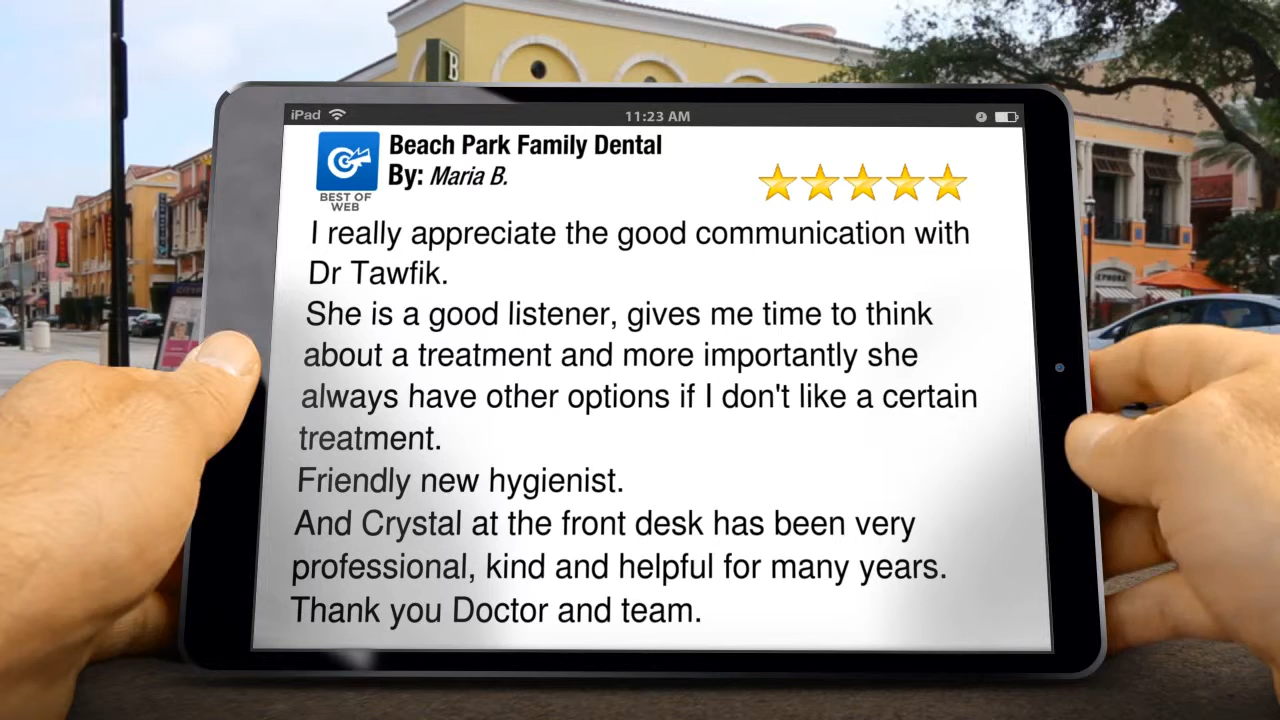 iPad 11:23 AM
Beach Park Family Dental
By: Maria B.
BEST OF
WEB
I really appreciate the good communication with
Dr Tawfik.
She is a good listener, gives me time to think
about a treatment and more importantly she
always have other options if I don't like a certain
treatment.
Friendly new hygienist.
And Crystal at the front desk has been very
professional, kind and helpful for many years.
Thank you Doctor and team.
B
SEPHORA